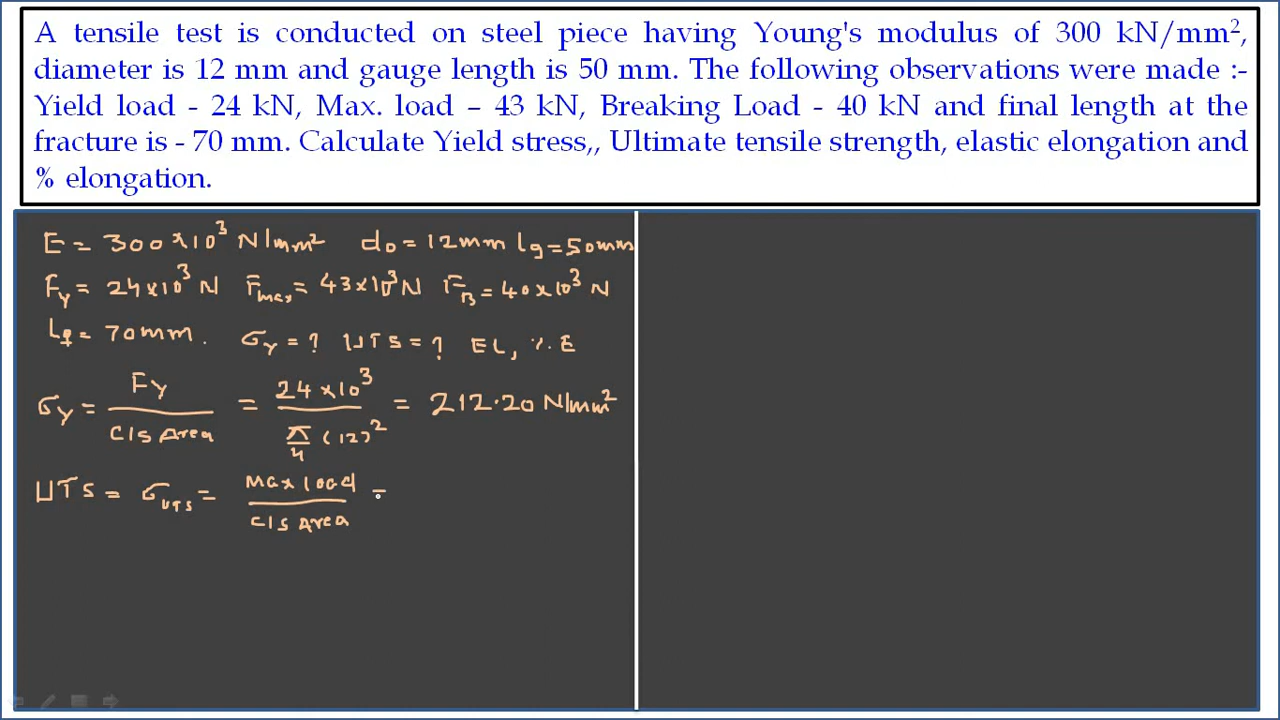 A tensile test is conducted on steel piece having Young's modulus of 300 kN/mm²,
diameter is 12 mm and gauge length is 50 mm. The following observations were made :-
Yield load - 24 kN, Max. load – 43 kN, Breaking Load - 40 kN and final length at the
fracture is - 70 mm. Calculate Yield stress,, Ultimate tensile strength, elastic elongation and
% elongation.
E = 300×10³ N/mm² d₀ = 12mm lg = 50mm
Fy = 24×10³ N Fmax = 43×10³ N FB = 40×10³ N
Lf = 70mm. σy = ? UTS = ? EL, % E
σy = Fy / C/s Area = 24×10³ / π/4 (12)² = 212.20 N/mm²
UTS = σUTS = Max load / C/s Area =